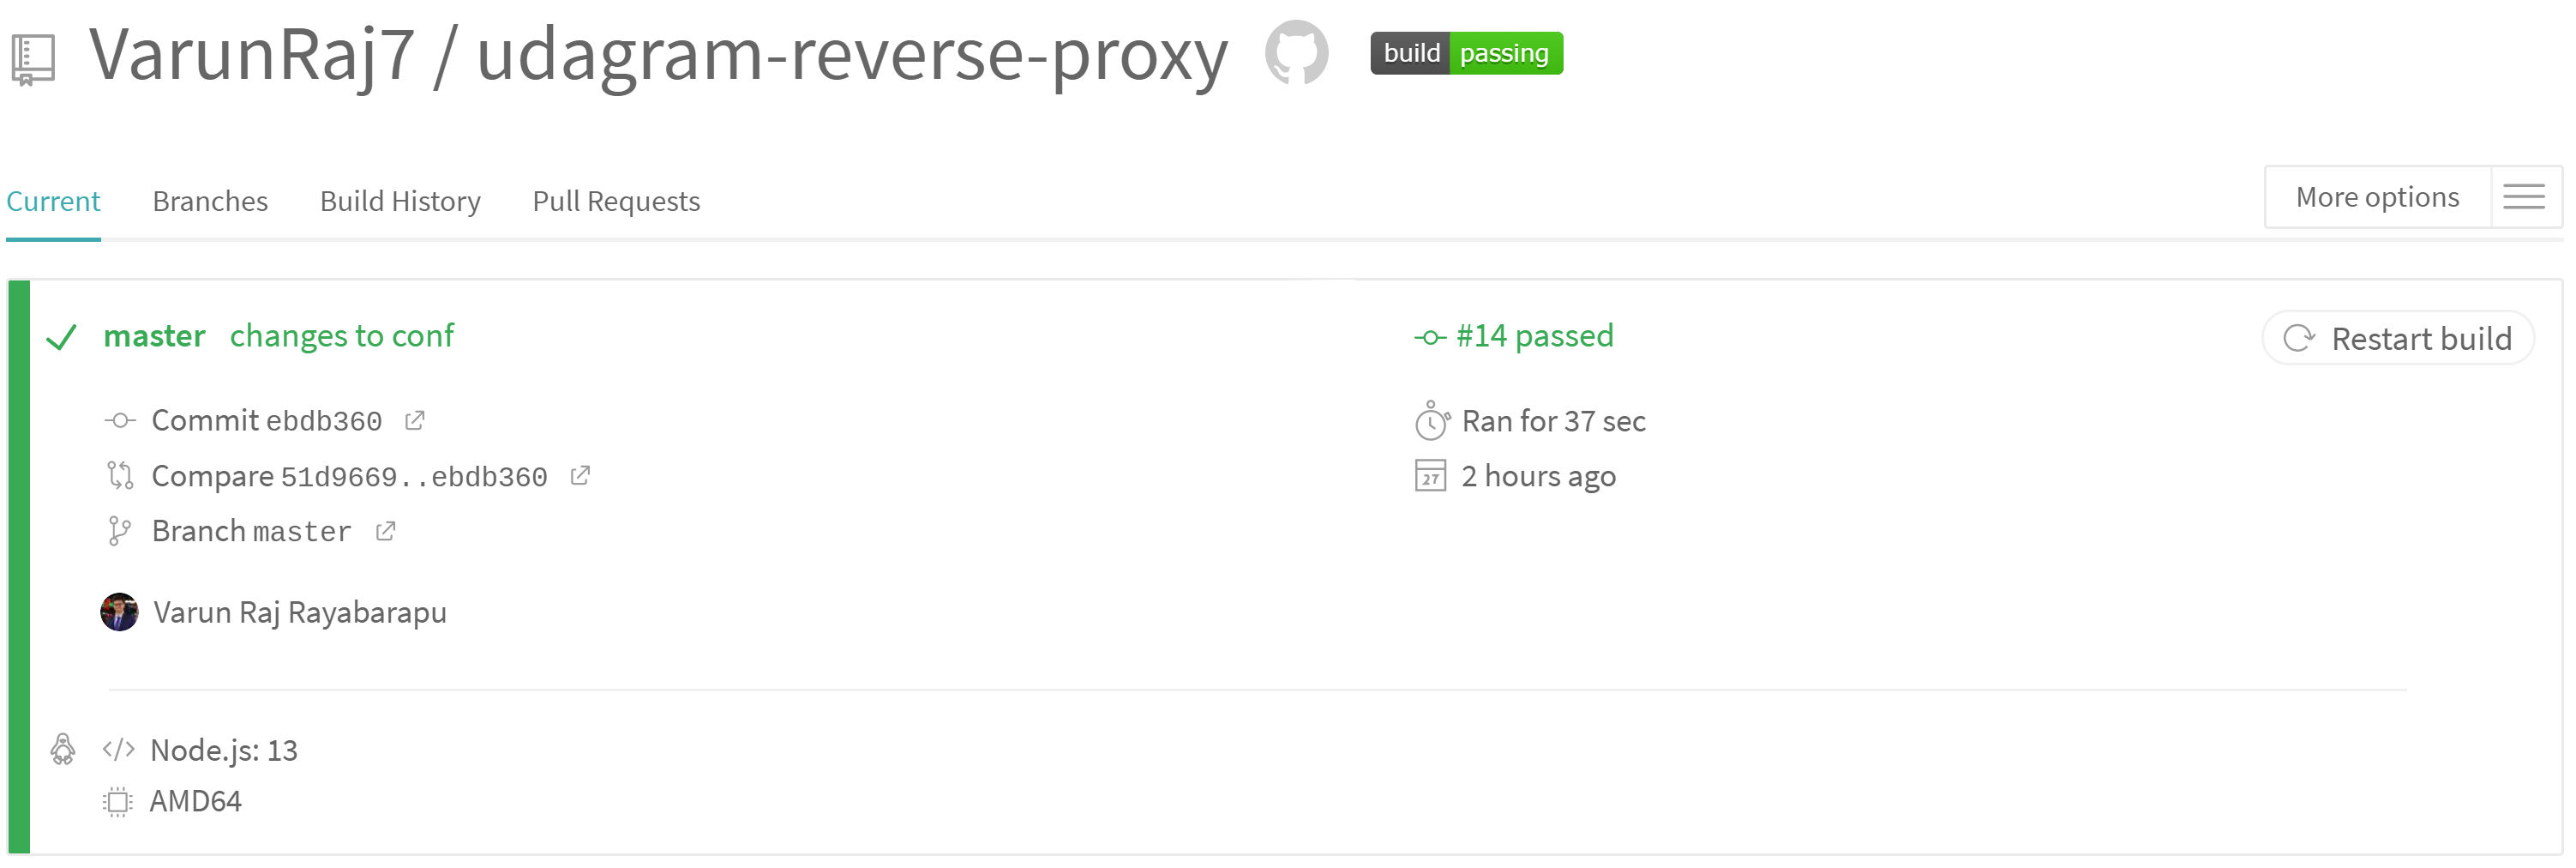 VarunRaj7 / udagram-reverse-proxy build passing
Current Branches Build History Pull Requests More options
master changes to conf #14 passed Restart build
Commit ebdb360 Ran for 37 sec
Compare 51d9669..ebdb360 27 2 hours ago
Branch master
Varun Raj Rayabarapu
</> Node.js: 13
AMD64